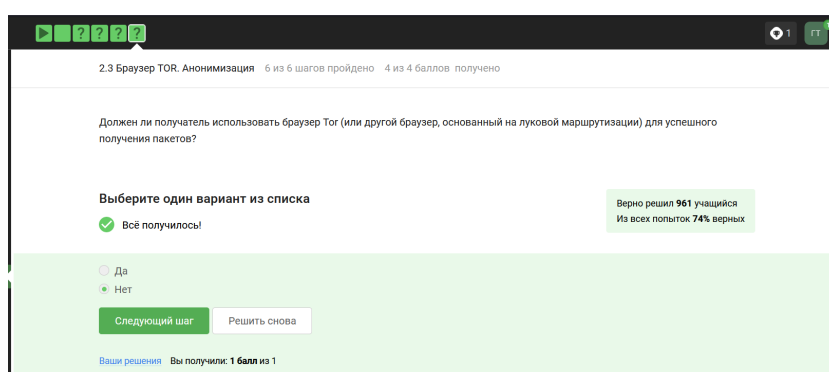 ? ? ? ?
1 ГТ
2.3 Браузер TOR. Анонимизация 6 из 6 шагов пройдено 4 из 4 баллов получено
Должен ли получатель использовать браузер Tor (или другой браузер, основанный на луковой маршрутизации) для успешного
получения пакетов?
Выберите один вариант из списка
Всё получилось!
Верно решил 961 учащийся
Из всех попыток 74% верных
Да
Нет
Следующий шаг Решить снова
Ваши решения Вы получили: 1 балл из 1